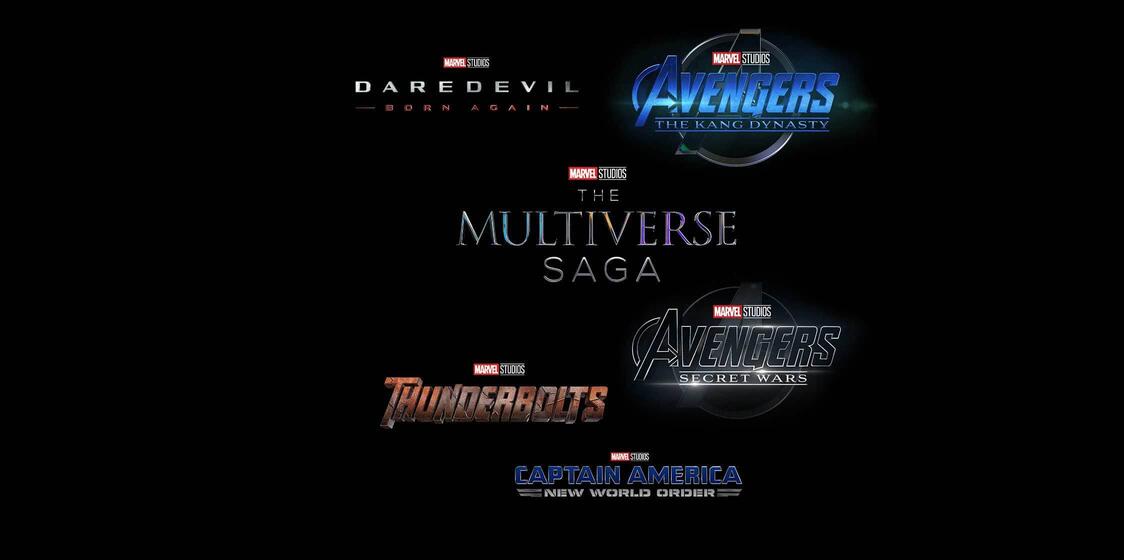 MARVEL STUDIOS
DAREDEVIL
BORN AGAIN
MARVEL STUDIOS
AVENGERS
THE KANG DYNASTY
MARVEL STUDIOS
THE
MULTIVERSE
SAGA
MARVEL STUDIOS
AVENGERS
SECRET WARS
MARVEL STUDIOS
THUNDERBOLTS
MARVEL STUDIOS
CAPTAIN AMERICA
NEW WORLD ORDER